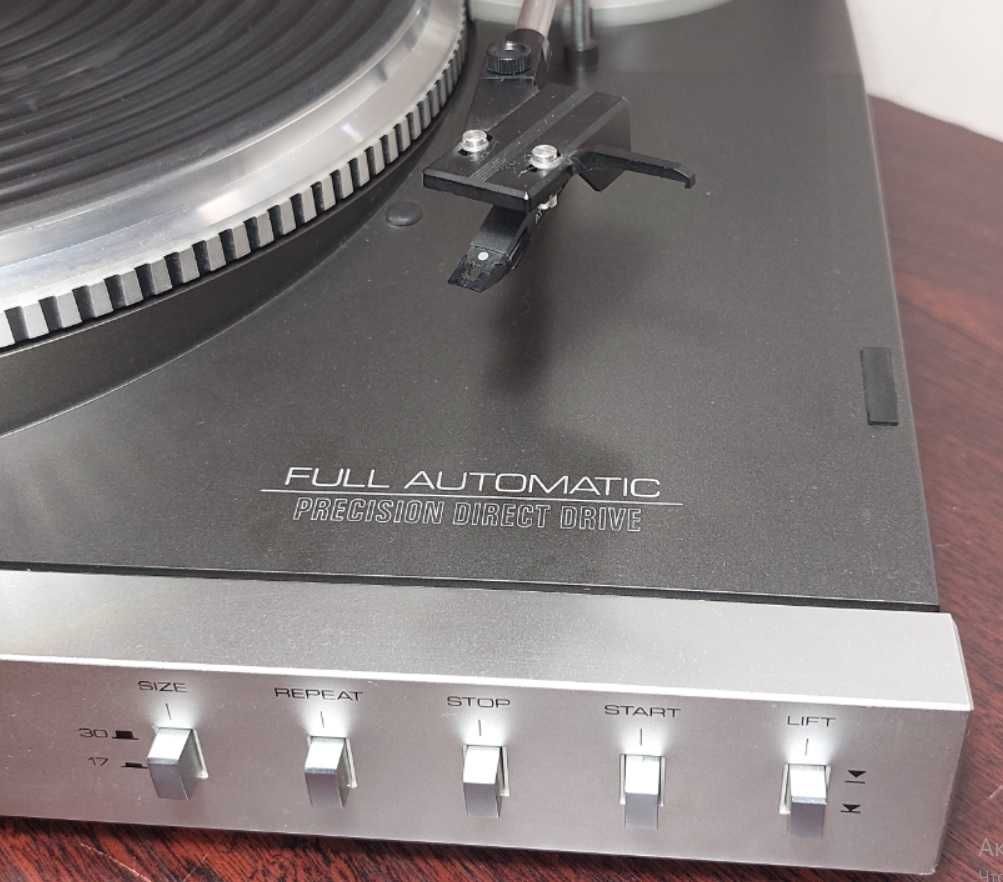 FULL AUTOMATIC
PRECISION DIRECT DRIVE
SIZE
REPEAT
STOP
START
LIFT
30
17